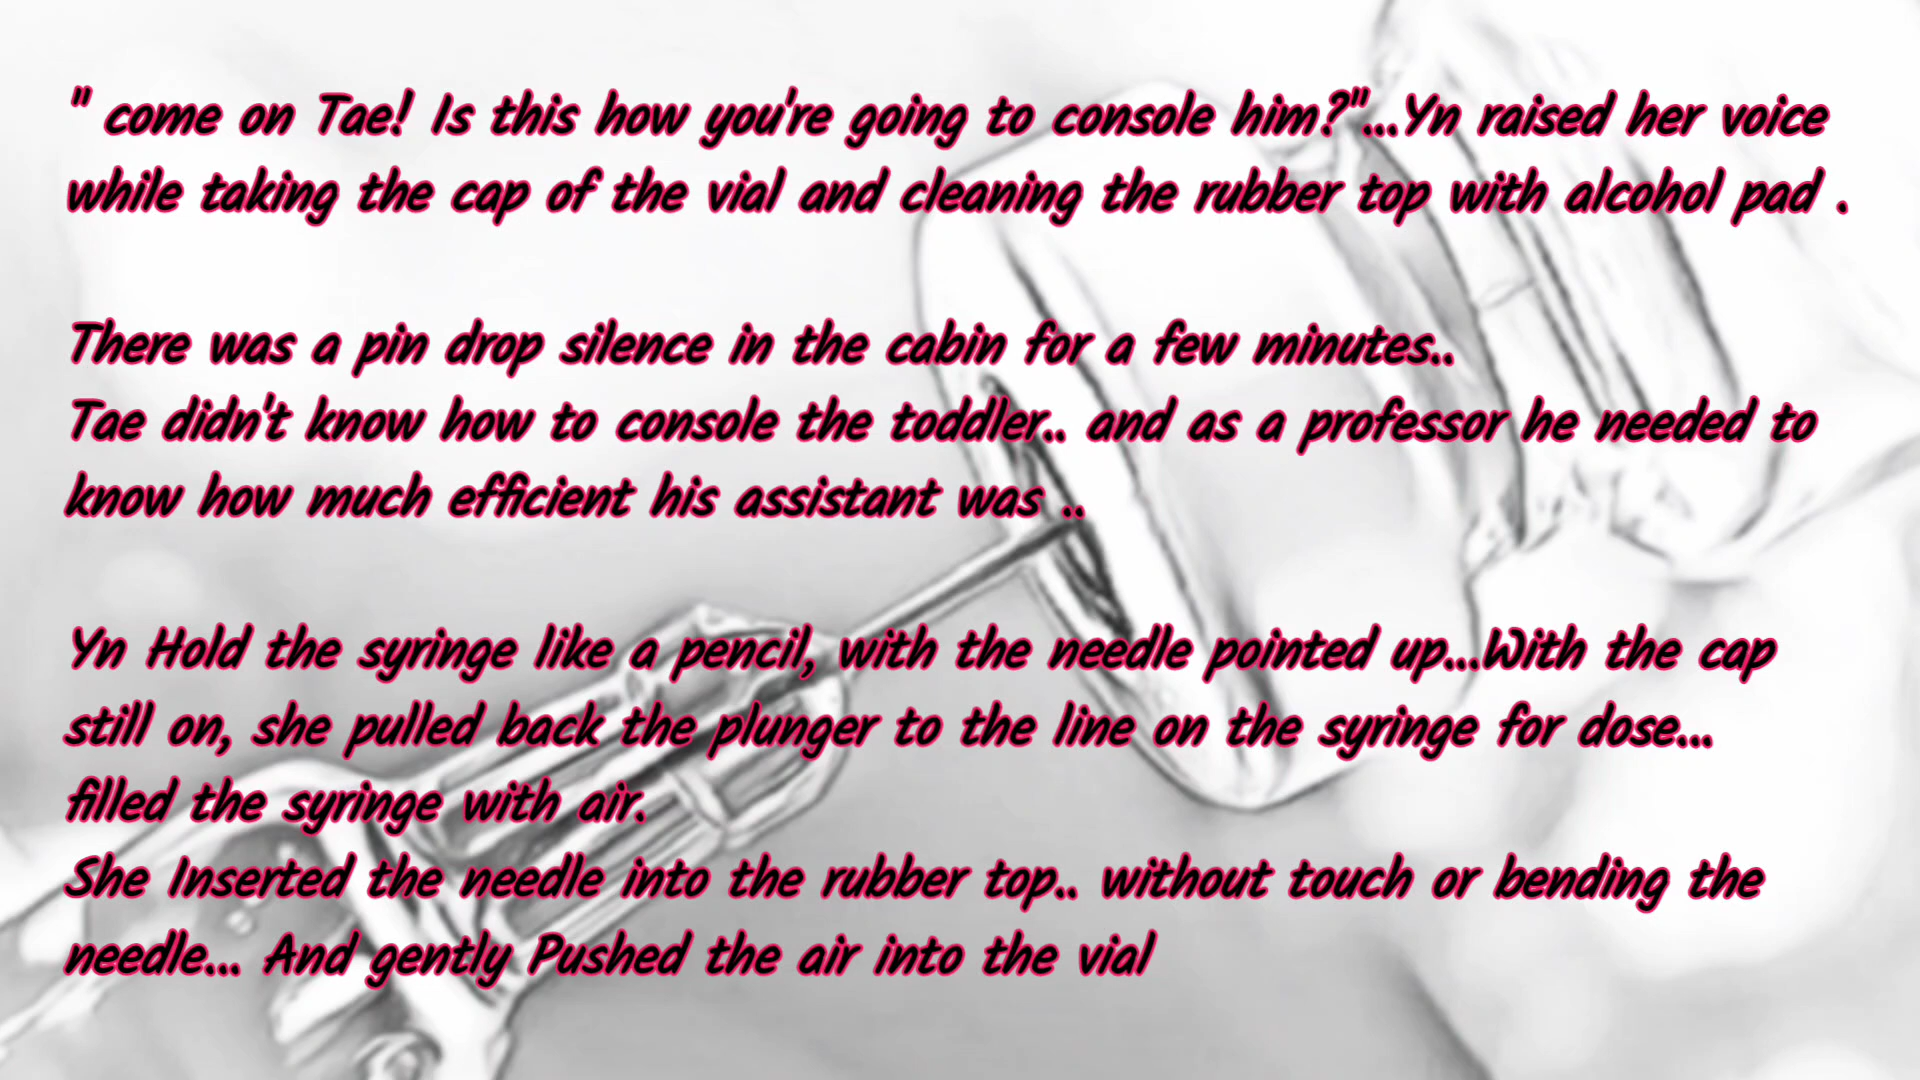 " come on Tae! Is this how you're going to console him?"...Yn raised her voice
while taking the cap of the vial and cleaning the rubber top with alcohol pad .
There was a pin drop silence in the cabin for a few minutes..
Tae didn't know how to console the toddler.. and as a professor he needed to
know how much efficient his assistant was ..
Yn Hold the syringe like a pencil, with the needle pointed up...With the cap
still on, she pulled back the plunger to the line on the syringe for dose...
filled the syringe with air.
She Inserted the needle into the rubber top.. without touch or bending the
needle... And gently Pushed the air into the vial